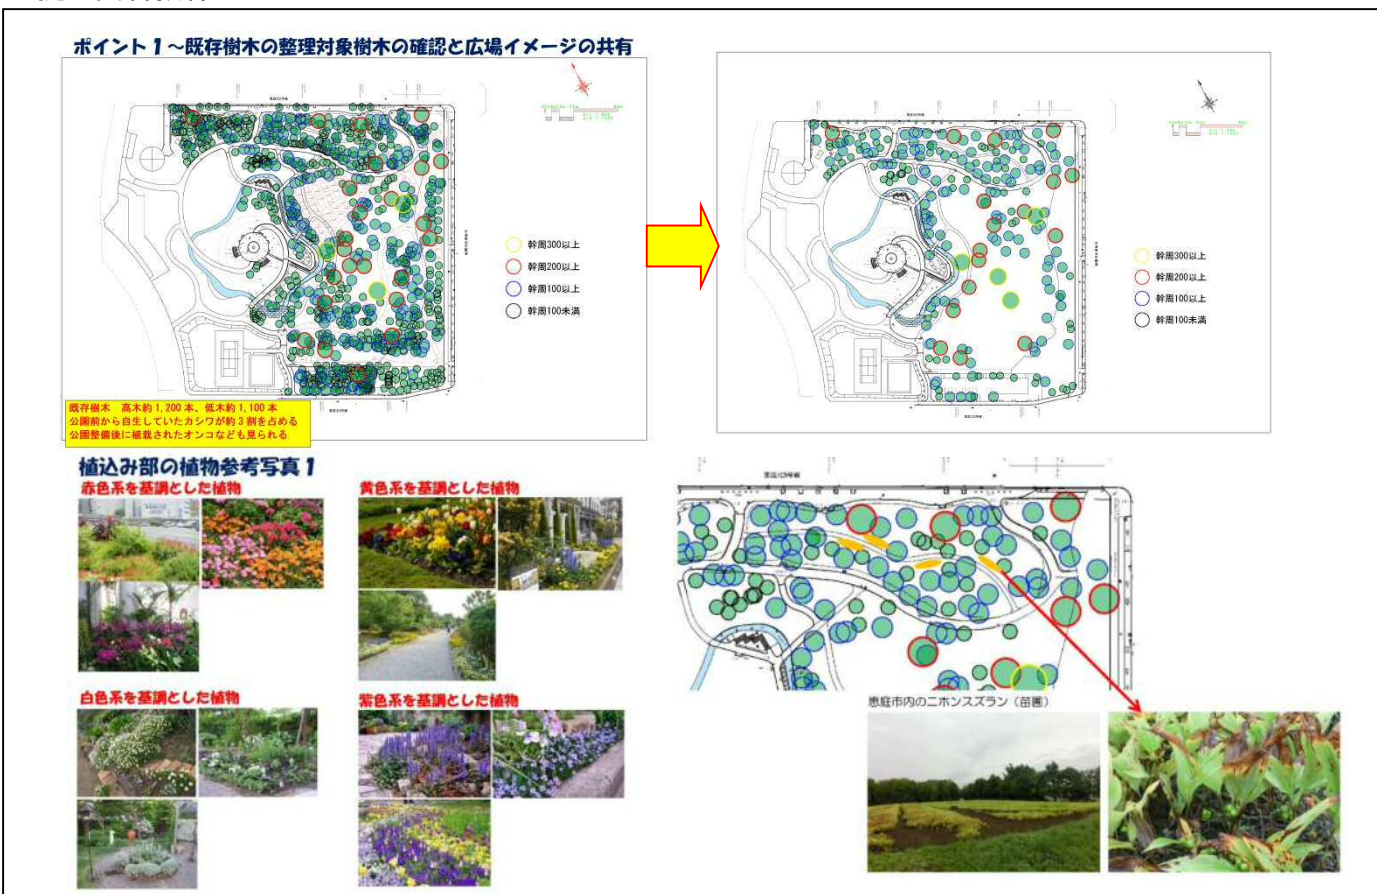 ポイント1～既存樹木の整理対象樹木の確認と広場イメージの共有
幹周300以上
幹周200以上
幹周100以上
幹周100未満
既存樹木 高木約1,200本、低木約1,100本
公園前から自生していたカシワが約3割を占める
公園整備後に植栽されたオンコなども見られる
幹周300以上
幹周200以上
幹周100以上
幹周100未満
植込み部の植物参考写真1
赤色系を基調とした植物
黄色系を基調とした植物
白色系を基調とした植物
紫色系を基調とした植物
恵庭市内のニホンスズラン（苗圃）